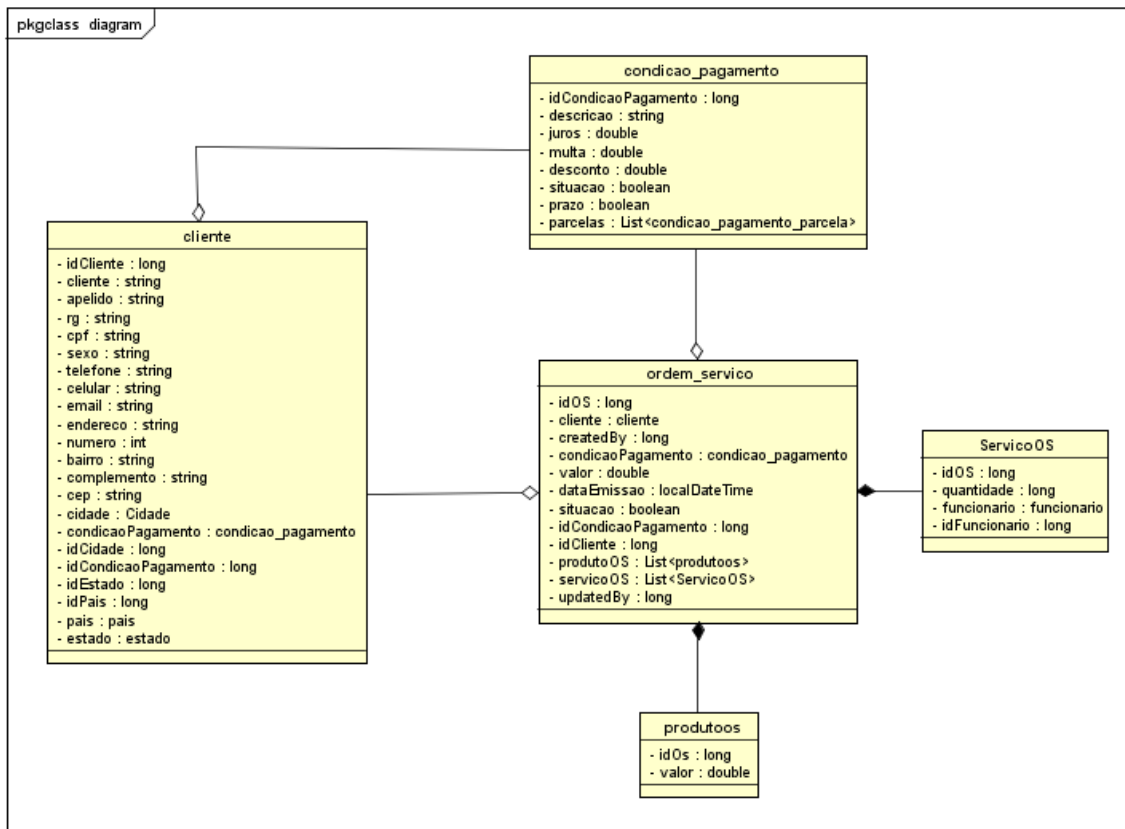 pkgclass diagram
condicao_pagamento
- idCondicaoPagamento : long
- descricao : string
- juros : double
- multa : double
- desconto : double
- situacao : boolean
- prazo : boolean
- parcelas : List<condicao_pagamento_parcela>
cliente
- idCliente : long
- cliente : string
- apelido : string
- rg : string
- cpf : string
- sexo : string
- telefone : string
- celular : string
- email : string
- endereco : string
- numero : int
- bairro : string
- complemento : string
- cep : string
- cidade : Cidade
- condicaoPagamento : condicao_pagamento
- idCidade : long
- idCondicaoPagamento : long
- idEstado : long
- idPais : long
- pais : pais
- estado : estado
ordem_servico
- idOS : long
- cliente : cliente
- createdBy : long
- condicaoPagamento : condicao_pagamento
- valor : double
- dataEmissao : localDateTime
- situacao : boolean
- idCondicaoPagamento : long
- idCliente : long
- produtoOS : List<produtoos>
- servicoOS : List<ServicoOS>
- updatedBy : long
ServicoOS
- idOS : long
- quantidade : long
- funcionario : funcionario
- idFuncionario : long
produtoos
- idOs : long
- valor : double